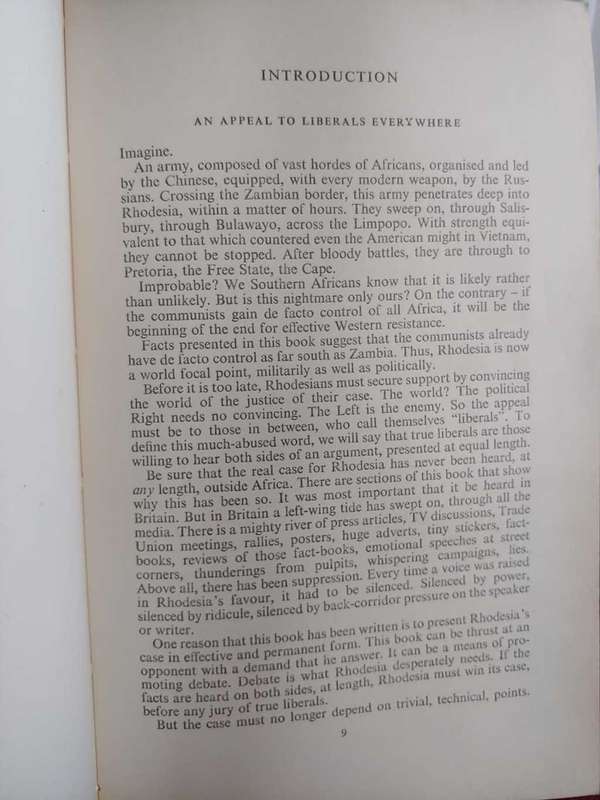 INTRODUCTION
AN APPEAL TO LIBERALS EVERYWHERE
Imagine.
An army, composed of vast hordes of Africans, organised and led
by the Chinese, equipped, with every modern weapon, by the Rus-
sians. Crossing the Zambian border, this army penetrates deep into
Rhodesia, within a matter of hours. They sweep on, through Salis-
bury, through Bulawayo, across the Limpopo. With strength equi-
valent to that which countered even the American might in Vietnam,
they cannot be stopped. After bloody battles, they are through to
Pretoria, the Free State, the Cape.
Improbable? We Southern Africans know that it is likely rather
than unlikely. But is this nightmare only ours? On the contrary – if
the communists gain de facto control of all Africa, it will be the
beginning of the end for effective Western resistance.
Facts presented in this book suggest that the communists already
have de facto control as far south as Zambia. Thus, Rhodesia is now
a world focal point, militarily as well as politically.
Before it is too late, Rhodesians must secure support by convincing
the world of the justice of their case. The world? The political
Right needs no convincing. The Left is the enemy. So the appeal
must be to those in between, who call themselves "liberals". To
define this much-abused word, we will say that true liberals are those
willing to hear both sides of an argument, presented at equal length.
Be sure that the real case for Rhodesia has never been heard, at
any length, outside Africa. There are sections of this book that show
why this has been so. It was most important that it be heard in
Britain. But in Britain a left-wing tide has swept on, through all the
media. There is a mighty river of press articles, TV discussions, Trade
Union meetings, rallies, posters, huge adverts, tiny stickers, fact-
books, reviews of those fact-books, emotional speeches at street
corners, thunderings from pulpits, whispering campaigns, lies.
Above all, there has been suppression. Every time a voice was raised
in Rhodesia's favour, it had to be silenced. Silenced by power,
silenced by ridicule, silenced by back-corridor pressure on the speaker
or writer.
One reason that this book has been written is to present Rhodesia's
case in effective and permanent form. This book can be thrust at an
opponent with a demand that he answer. It can be a means of pro-
moting debate. Debate is what Rhodesia desperately needs. If the
facts are heard on both sides, at length, Rhodesia must win its case,
before any jury of true liberals.
But the case must no longer depend on trivial, technical, points.
9